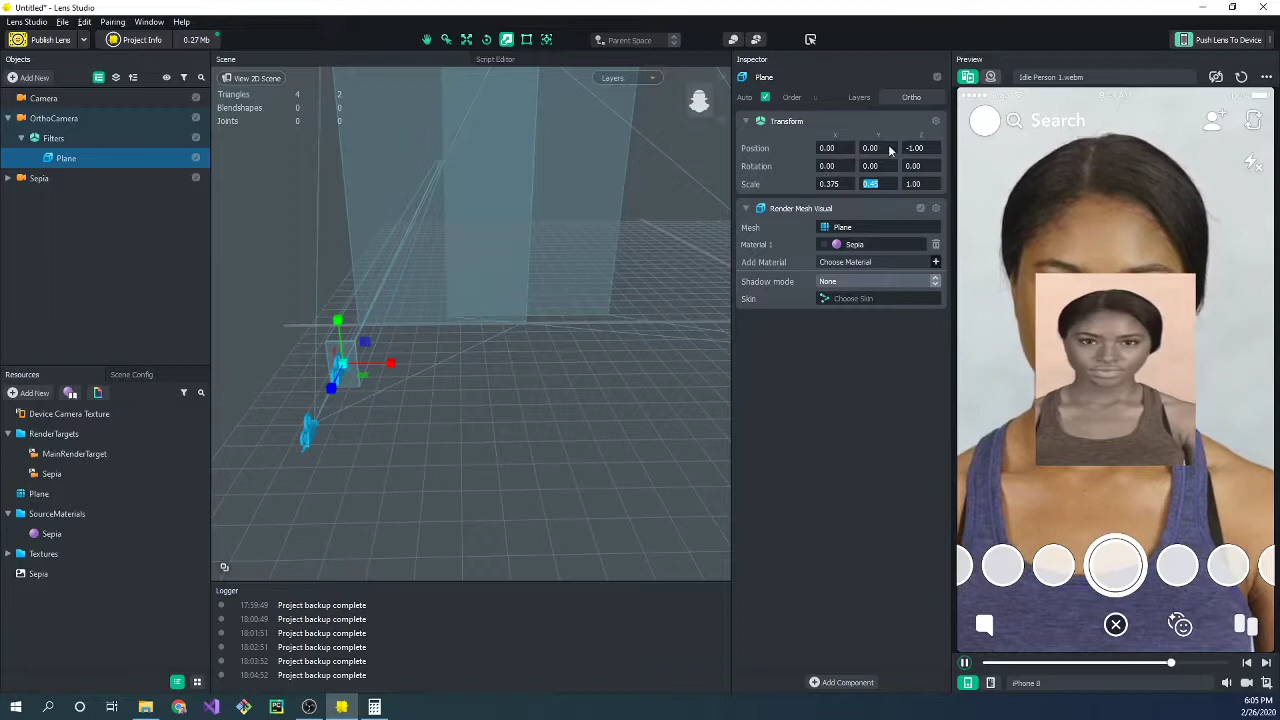 Untitled* - Lens Studio
Lens Studio File Edit Pairing Window Help
Publish Lens Project Info 0.27 Mb Parent Space Push Lens To Device
Objects Scene Script Editor Inspector Preview
Add New View 2D Scene Layers Plane Idle Person 1.webm
Triangles 4 2
Blendshapes 0 0
Joints 0 0
Auto Order Layers Ortho
Camera
OrthoCamera
Filters
Plane
Sepia
Transform
X Y Z
Position 0.00 0.00 -1.00
Rotation 0.00 0.00 0.00
Scale 0.375 0.45 1.00
Render Mesh Visual
Mesh Plane
Material 1 Sepia
Add Material Choose Material +
Shadow mode None
Skin Choose Skin
Search
Resources Scene Config
Add New
Device Camera Texture
RenderTargets
MainRenderTarget
Sepia
Plane
SourceMaterials
Sepia
Textures
Sepia
Logger
17:59:49 Project backup complete
18:00:49 Project backup complete
18:01:51 Project backup complete
18:02:51 Project backup complete
18:03:52 Project backup complete
18:04:52 Project backup complete
Add Component
iPhone 8
6:05 PM
2/26/2020